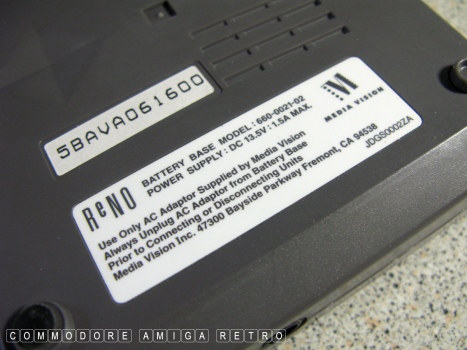 5BAVA061600
ReNO
BATTERY BASE MODEL: 660-0021-02
POWER SUPPLY: DC 13.5V: 1.5A MAX.
M
MEDIA VISION
Use Only AC Adaptor Supplied by Media Vision
Always Unplug AC Adaptor from Battery Base
Prior to Connecting or Disconnecting Units
Media Vision Inc. 47300 Bayside Parkway Fremont, CA 94538
JDGS0002ZA
COMMODORE AMIGA RETRO